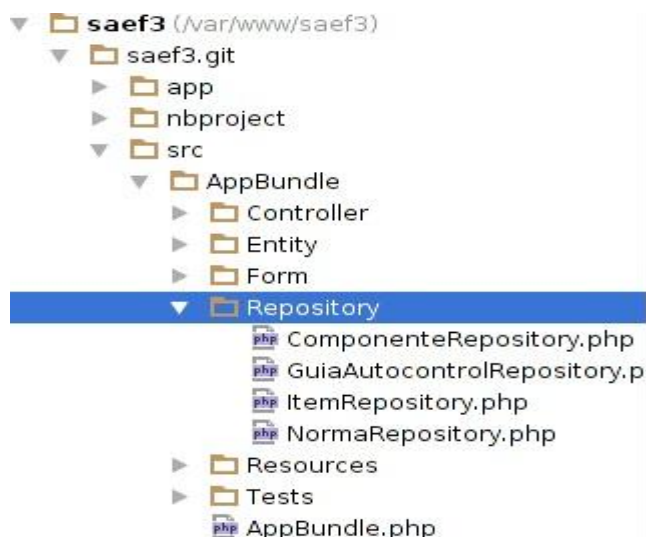 saef3 (/var/www/saef3)
saef3.git
app
nbproject
src
AppBundle
Controller
Entity
Form
Repository
ComponenteRepository.php
GuiaAutocontrolRepository.p
ItemRepository.php
NormaRepository.php
Resources
Tests
AppBundle.php